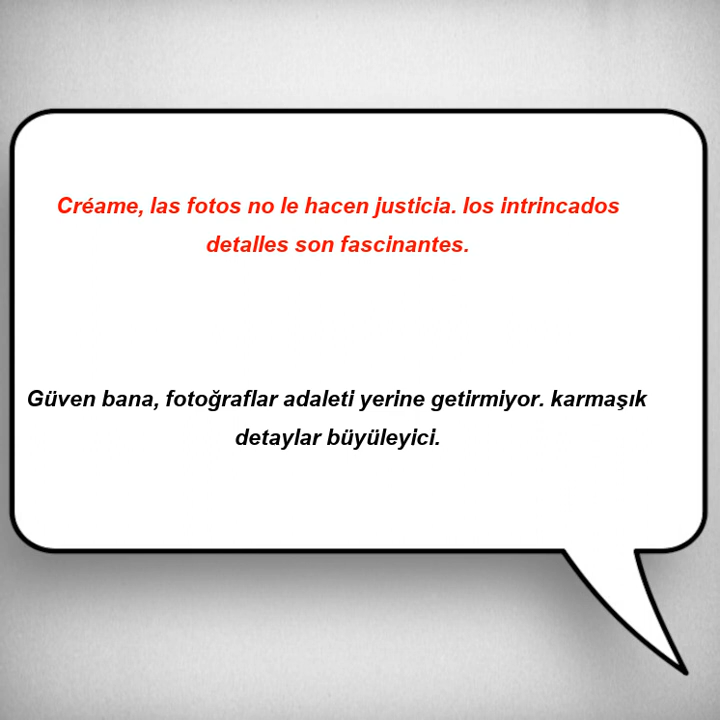 Créame, las fotos no le hacen justicia. los intrincados
detalles son fascinantes.
Güven bana, fotoğraflar adaleti yerine getirmiyor. karmaşık
detaylar büyüleyici.